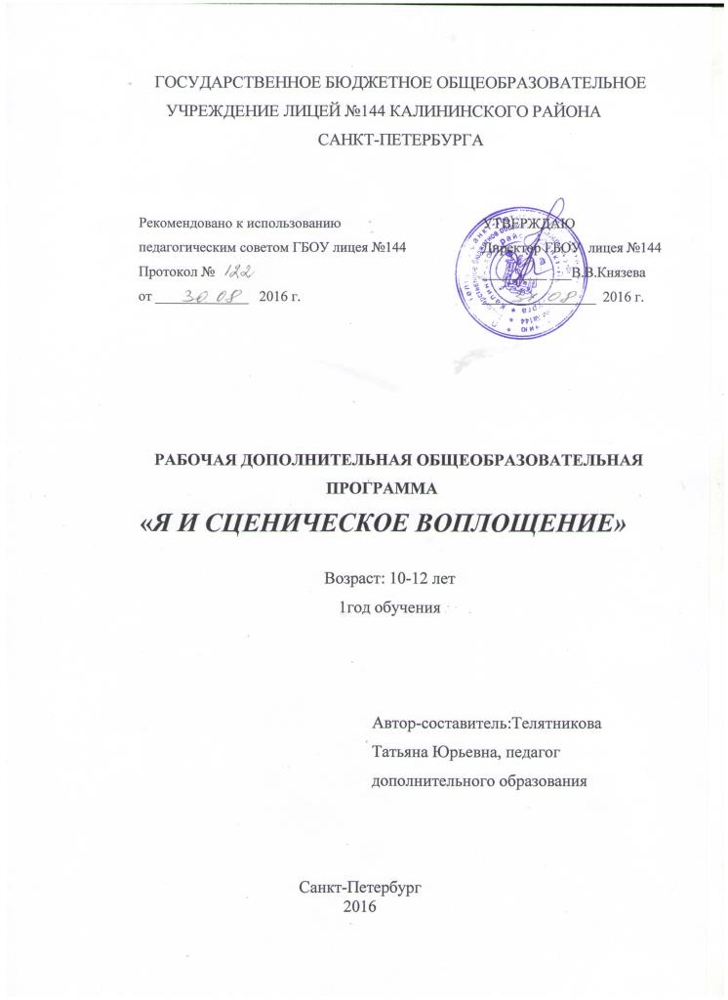 ГОСУДАРСТВЕННОЕ БЮДЖЕТНОЕ ОБЩЕОБРАЗОВАТЕЛЬНОЕ
УЧРЕЖДЕНИЕ ЛИЦЕЙ №144 КАЛИНИНСКОГО РАЙОНА
САНКТ-ПЕТЕРБУРГА
Рекомендовано к использованию
педагогическим советом ГБОУ лицея №144
Протокол № 122
от 30 08 2016 г.
УТВЕРЖДАЮ
Директор ГБОУ лицея №144
В.В.Князева
08 2016 г.
РАБОЧАЯ ДОПОЛНИТЕЛЬНАЯ ОБЩЕОБРАЗОВАТЕЛЬНАЯ
ПРОГРАММА
«Я И СЦЕНИЧЕСКОЕ ВОПЛОЩЕНИЕ»
Возраст: 10-12 лет
1год обучения
Автор-составитель:Телятникова
Татьяна Юрьевна, педагог
дополнительного образования
Санкт-Петербург
2016